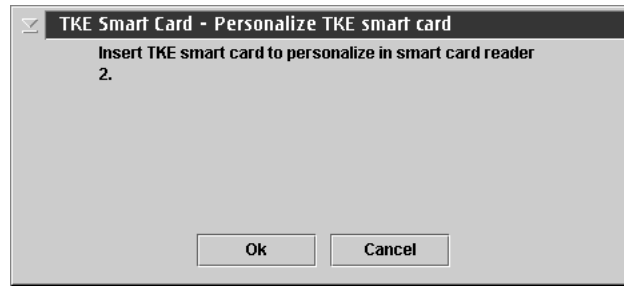 TKE Smart Card - Personalize TKE smart card
Insert TKE smart card to personalize in smart card reader
2.
Ok
Cancel